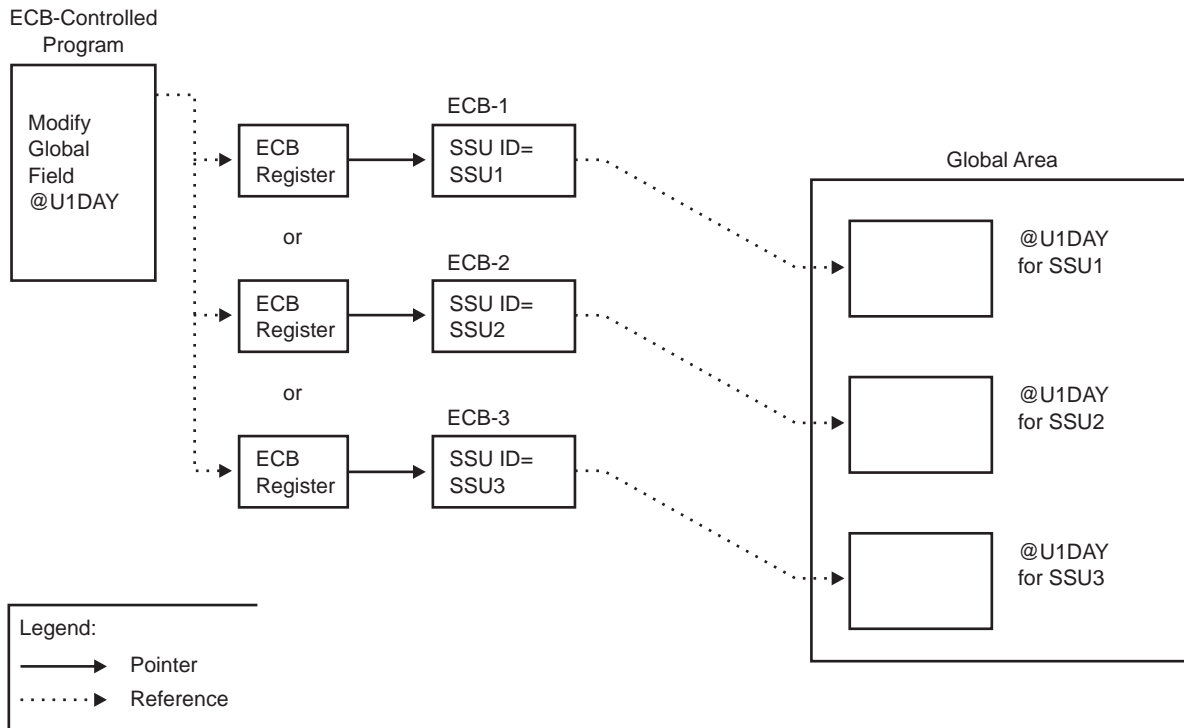 ECB-Controlled
Program
Modify
Global
Field
@U1DAY
ECB
Register
ECB-1
SSU ID=
SSU1
or
ECB
Register
ECB-2
SSU ID=
SSU2
or
ECB
Register
ECB-3
SSU ID=
SSU3
Global Area
@U1DAY
for SSU1
@U1DAY
for SSU2
@U1DAY
for SSU3
Legend:
Pointer
Reference